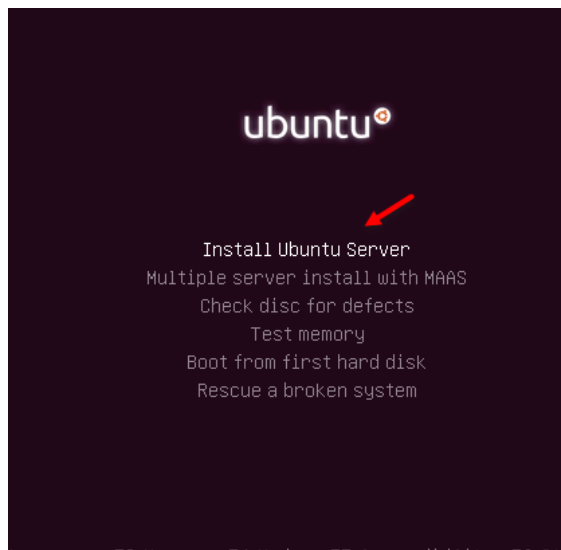 ubuntu
Install Ubuntu Server
Multiple server install with MAAS
Check disc for defects
Test memory
Boot from first hard disk
Rescue a broken system